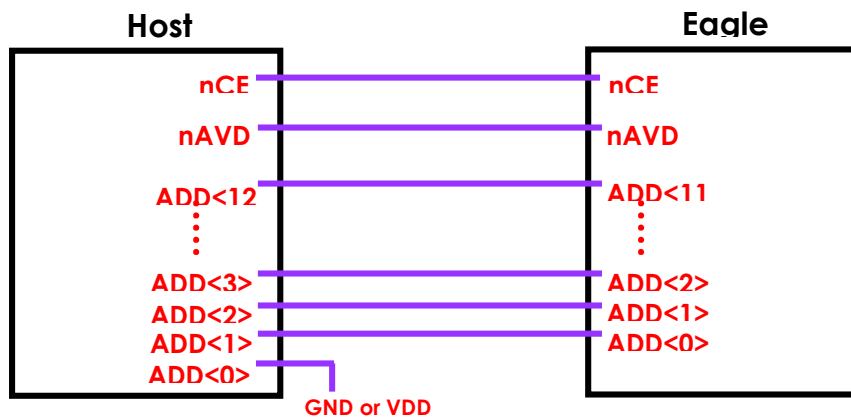 Host
Eagle
nCE
nCE
nAVD
nAVD
ADD<12
ADD<11
ADD<3>
ADD<2>
ADD<2>
ADD<1>
ADD<1>
ADD<0>
ADD<0>
GND or VDD